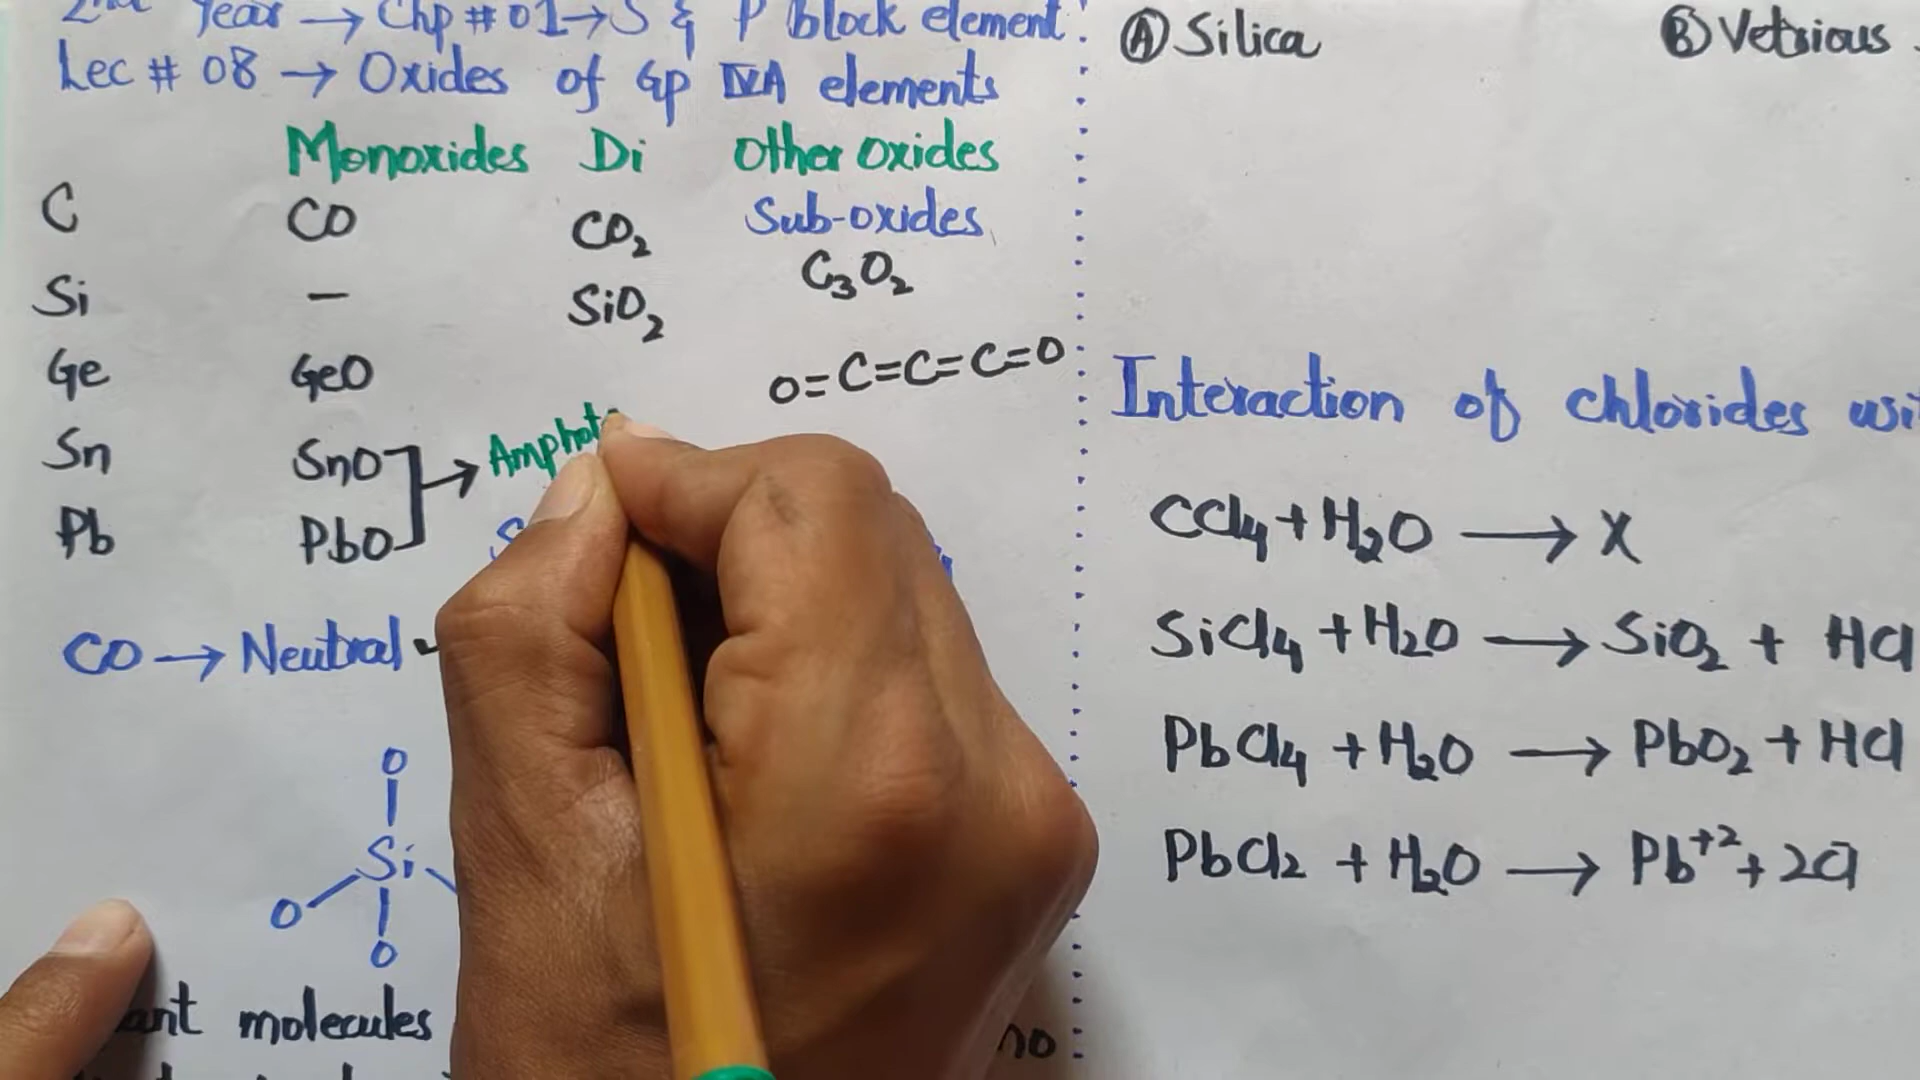 2nd Year → Chp # 01 → S & P block element
Lec # 08 → Oxides of Gp IVA elements
Monoxides Di Other oxides
C CO CO₂ Sub-oxides
C₃O₂
Si — SiO₂
Ge GeO O=C=C=C=O
Sn SnO → Amphot
Pb PbO
CO → Neutral
O
Si
O
O
molecules
no
Ⓐ Silica Ⓑ Vetrious
Interaction of chlorides
CCl₄ + H₂O → X
SiCl₄ + H₂O → SiO₂ + HCl
PbCl₄ + H₂O → PbO₂ + HCl
PbCl₂ + H₂O → Pb⁺² + 2Cl